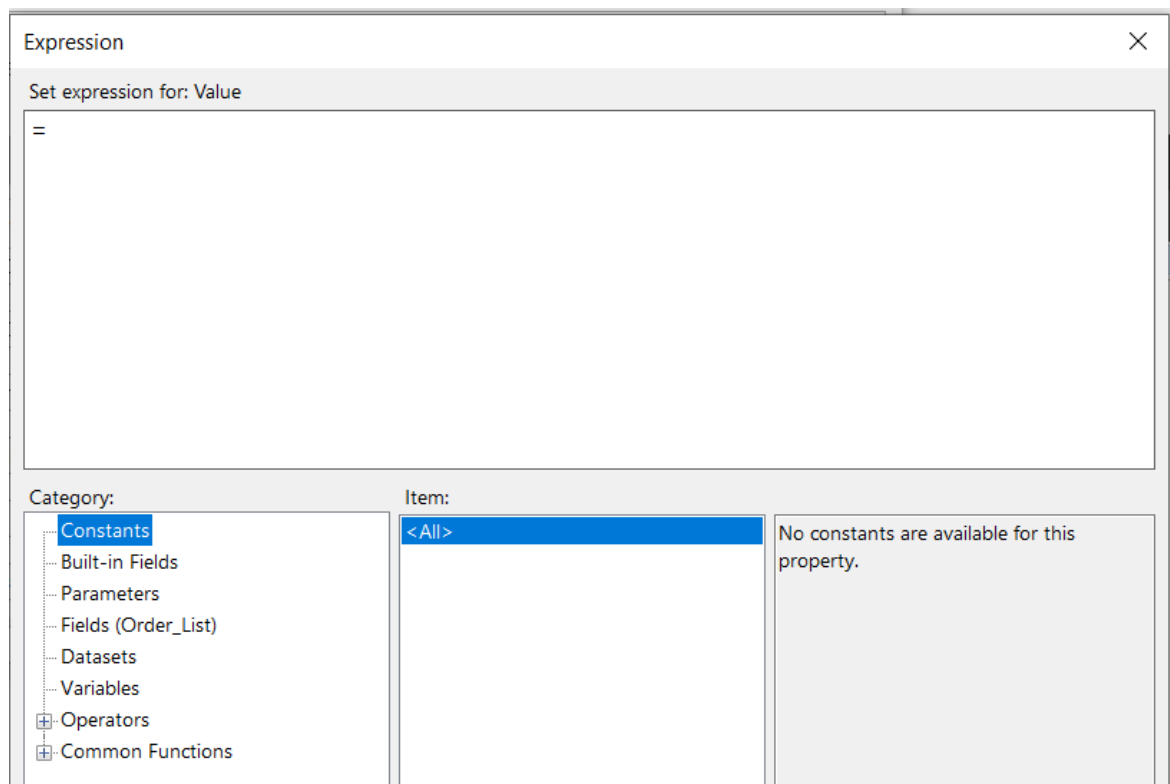 Expression
Set expression for: Value
=
Category:
Item:
Constants
Built-in Fields
Parameters
Fields (Order_List)
Datasets
Variables
Operators
Common Functions
<All>
No constants are available for this
property.